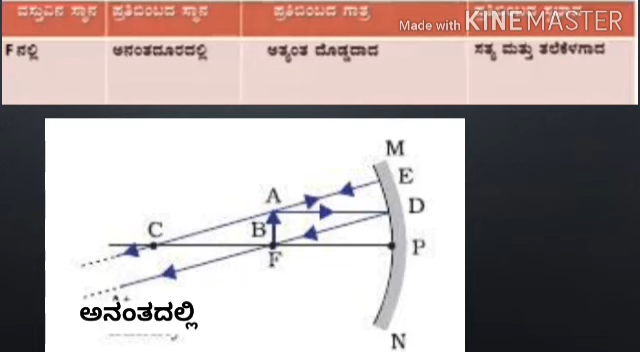 ವಸ್ತುವಿನ ಸ್ಥಾನ ಪ್ರತಿಬಿಂಬದ ಸ್ಥಾನ ಪ್ರತಿಬಿಂಬದ ಗಾತ್ರ
Made with KINEMASTER
F ನಲ್ಲಿ ಅನಂತದೂರದಲ್ಲಿ ಅತ್ಯಂತ ದೊಡ್ಡದಾದ ಸತ್ಯ ಮತ್ತು ತಲೆಕೆಳಗಾದ
M
E
A D
C B
P
F
ಅನಂತದಲ್ಲಿ
N